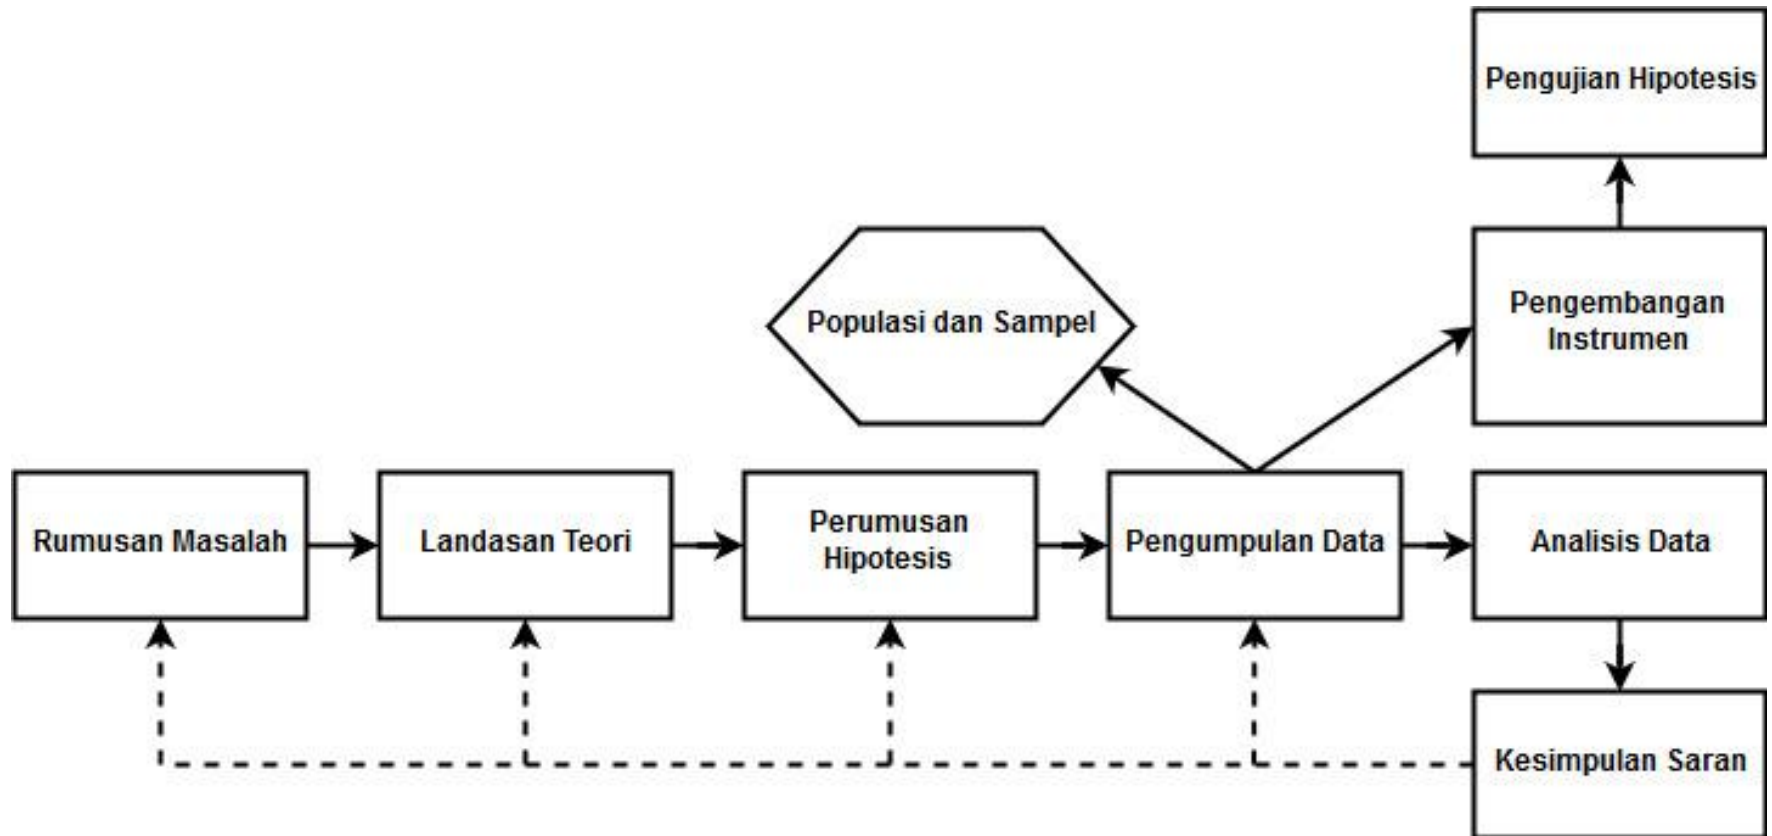 Pengujian Hipotesis
Populasi dan Sampel
Pengembangan
Instrumen
Rumusan Masalah
Landasan Teori
Perumusan
Hipotesis
Pengumpulan Data
Analisis Data
Kesimpulan Saran